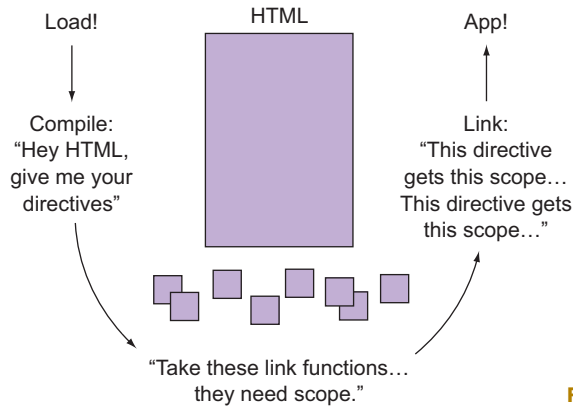 Load!
HTML
App!
Compile:
“Hey HTML,
give me your
directives”
Link:
“This directive
gets this scope…
This directive gets
this scope…”
“Take these link functions…
they need scope.”
F